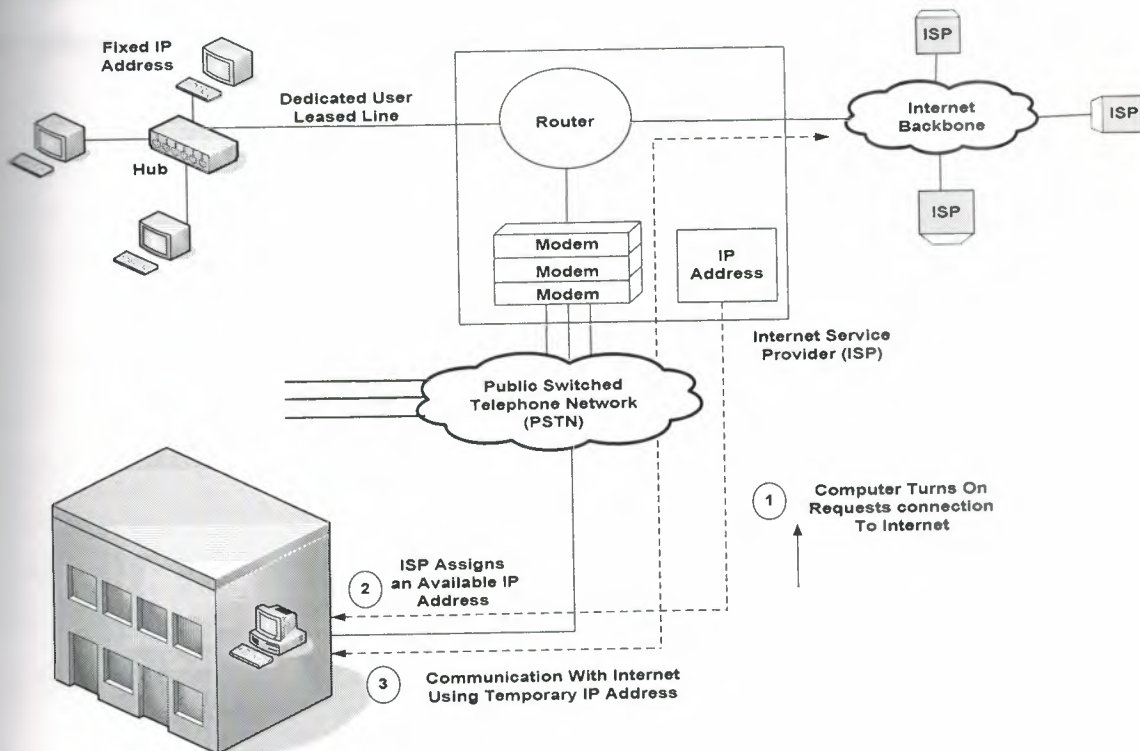 Fixed IP
Address
Dedicated User
Leased Line
Hub
Router
Modem
Modem
Modem
IP
Address
Internet Service
Provider (ISP)
ISP
Internet
Backbone
ISP
ISP
Public Switched
Telephone Network
(PSTN)
1
Computer Turns On
Requests connection
To Internet
2
ISP Assigns
an Available IP
Address
3
Communication With Internet
Using Temporary IP Address